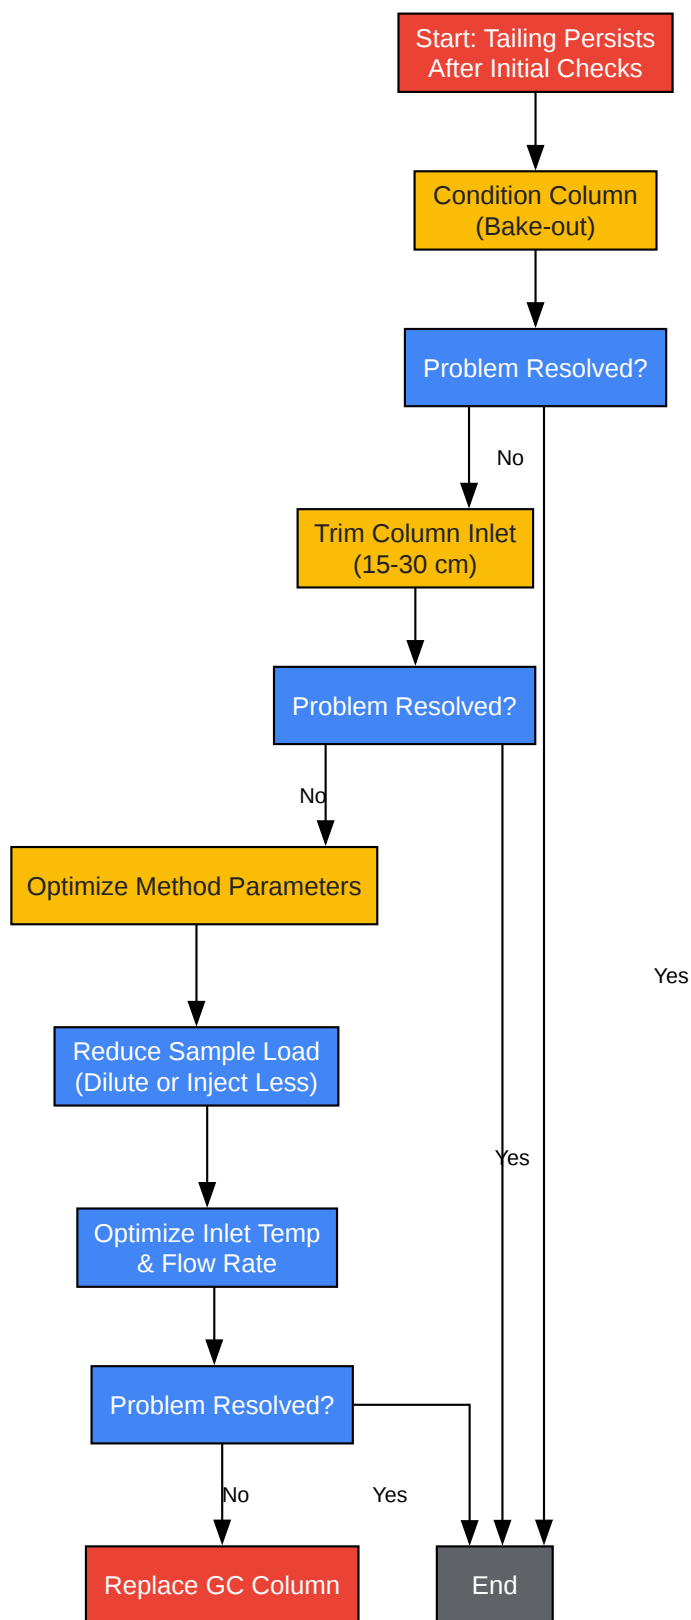 Start: Tailing Persists
After Initial Checks
Condition Column
(Bake-out)
Problem Resolved?
No
Trim Column Inlet
(15-30 cm)
Problem Resolved?
No
Optimize Method Parameters
Yes
Reduce Sample Load
(Dilute or Inject Less)
Yes
Optimize Inlet Temp
& Flow Rate
Problem Resolved?
No
Yes
Replace GC Column
End